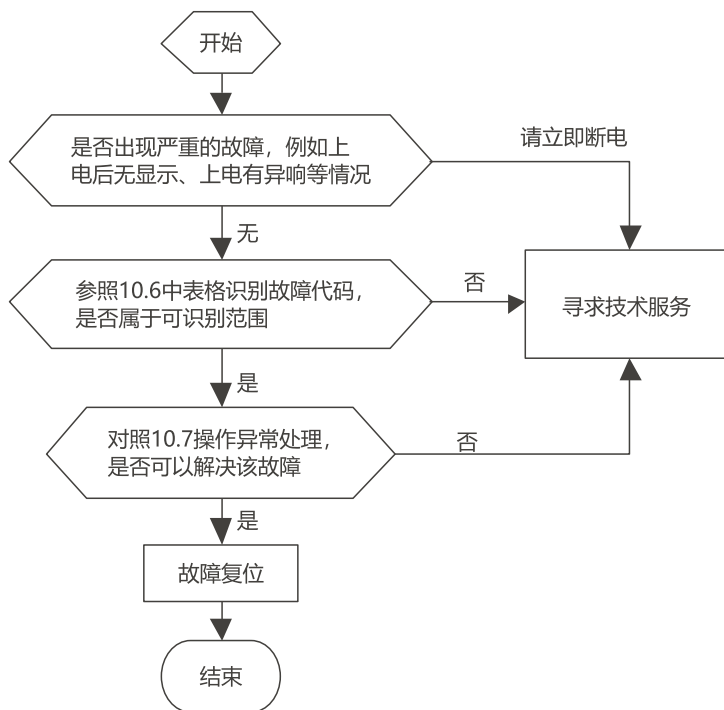 开始
是否出现严重的故障，例如上
电后无显示、上电有异响等情况
请立即断电
无
参照10.6中表格识别故障代码，
是否属于可识别范围
否
寻求技术服务
是
对照10.7操作异常处理，
是否可以解决该故障
否
是
故障复位
结束